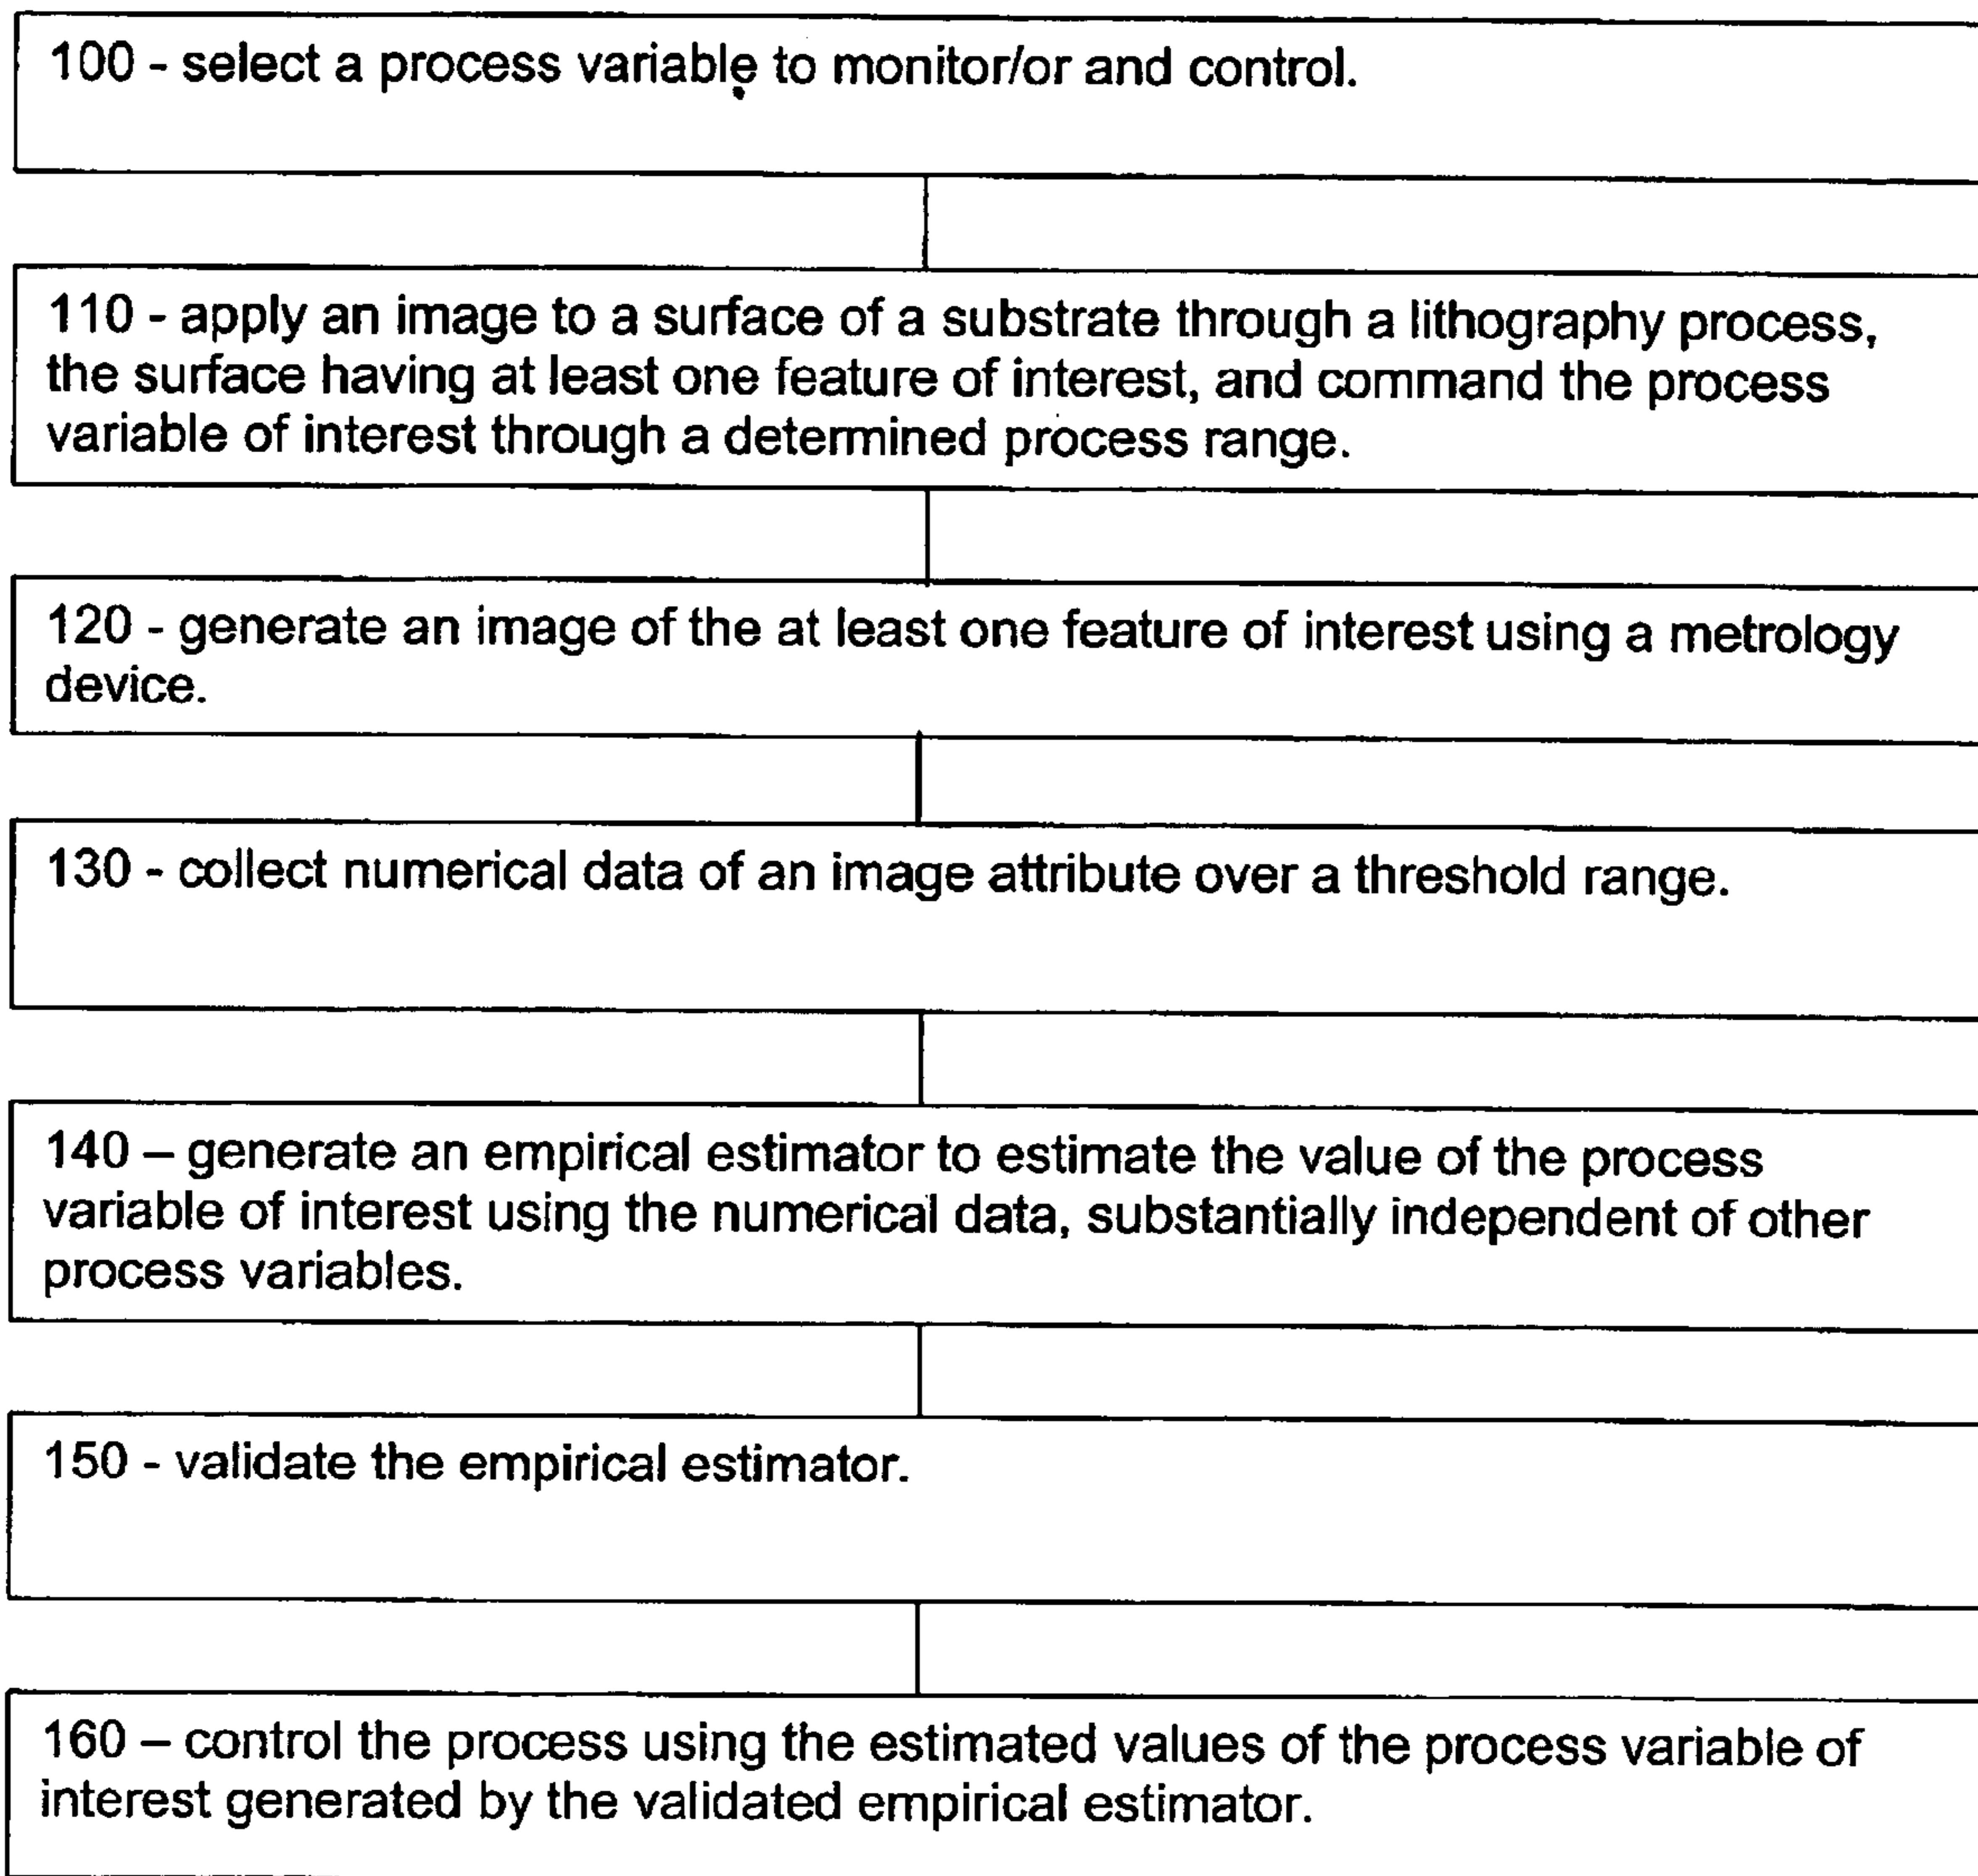 100 - select a process variable to monitor/or and control.
110 - apply an image to a surface of a substrate through a lithography process,
the surface having at least one feature of interest, and command the process
variable of interest through a determined process range.
120 - generate an image of the at least one feature of interest using a metrology
device.
130 - collect numerical data of an image attribute over a threshold range.
140 – generate an empirical estimator to estimate the value of the process
variable of interest using the numerical data, substantially independent of other
process variables.
150 - validate the empirical estimator.
160 – control the process using the estimated values of the process variable of
interest generated by the validated empirical estimator.